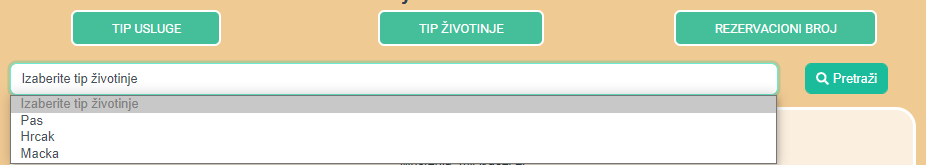 TIP USLUGE
TIP ŽIVOTINJE
REZERVACIONI BROJ
Izaberite tip životinje
Pretraži
Izaberite tip životinje
Pas
Hrcak
Macka